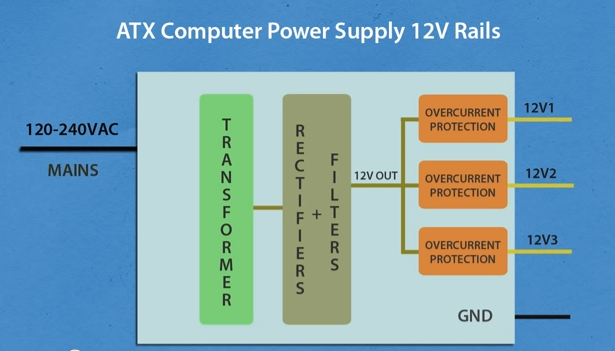 ATX Computer Power Supply 12V Rails
120-240VAC
MAINS
TRANSFORMER
RECTIFIERS
+
FILTERS
12V OUT
OVERCURRENT
PROTECTION
12V1
OVERCURRENT
PROTECTION
12V2
OVERCURRENT
PROTECTION
12V3
GND